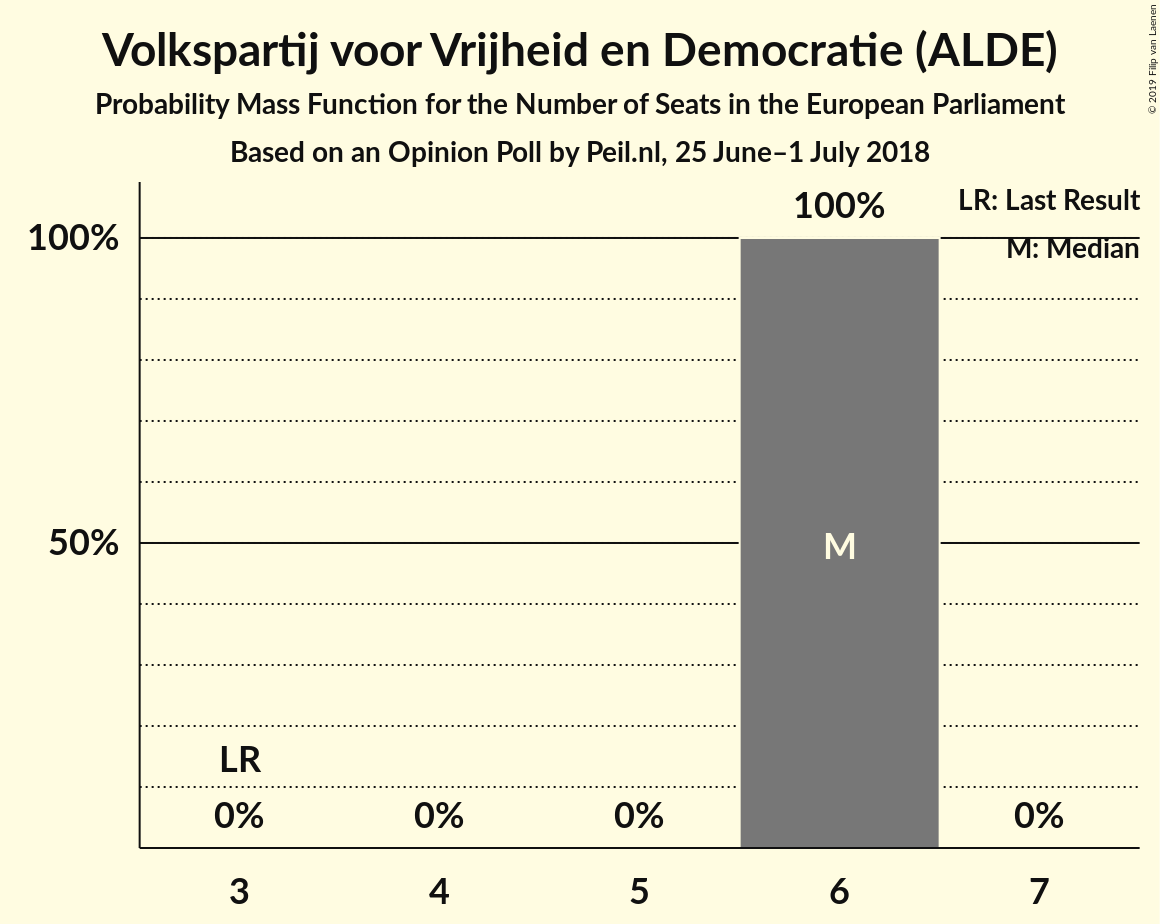 Volkspartij voor Vrijheid en Democratie (ALDE)
Probability Mass Function for the Number of Seats in the European Parliament
Based on an Opinion Poll by Peil.nl, 25 June–1 July 2018
© 2019 Filip van Laenen
LR: Last Result
M: Median
100%
100%
50%
M
LR
0%
0%
0%
0%
3
4
5
6
7